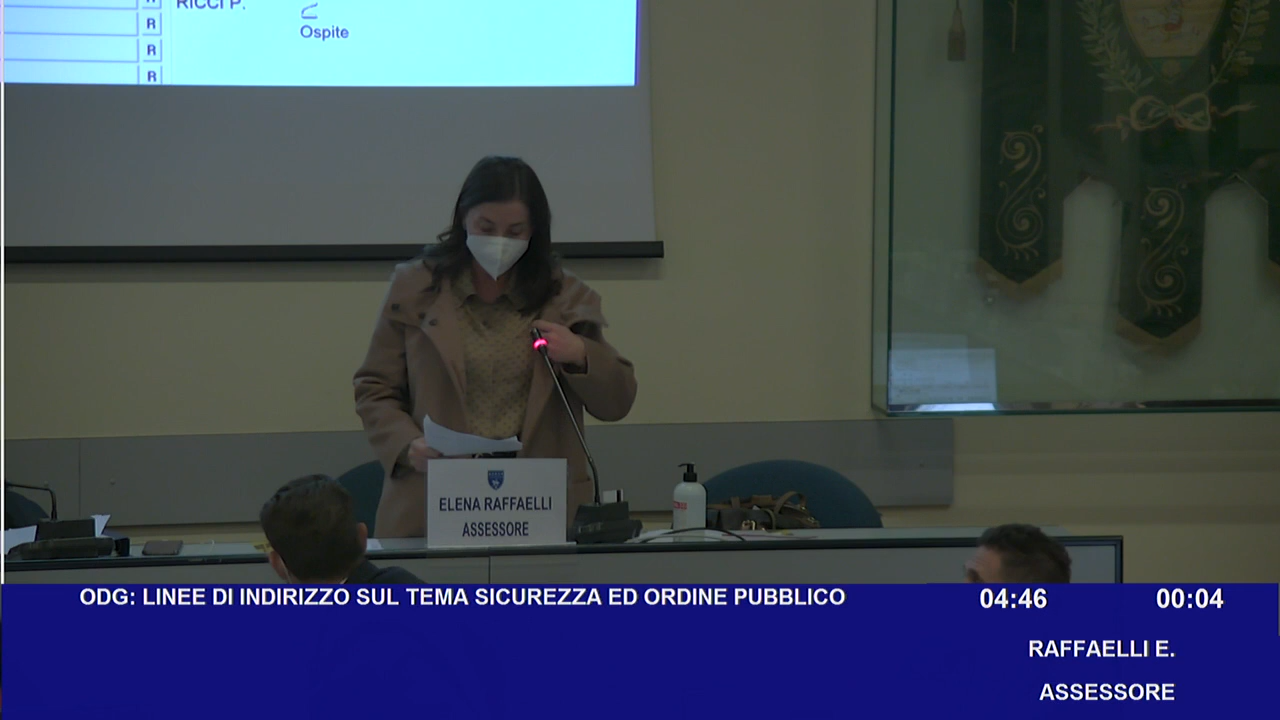 RICCI P.
R
Ospite
R
R
R
ELENA RAFFAELLI
ASSESSORE
ODG: LINEE DI INDIRIZZO SUL TEMA SICUREZZA ED ORDINE PUBBLICO
04:46
00:04
RAFFAELLI E.
ASSESSORE